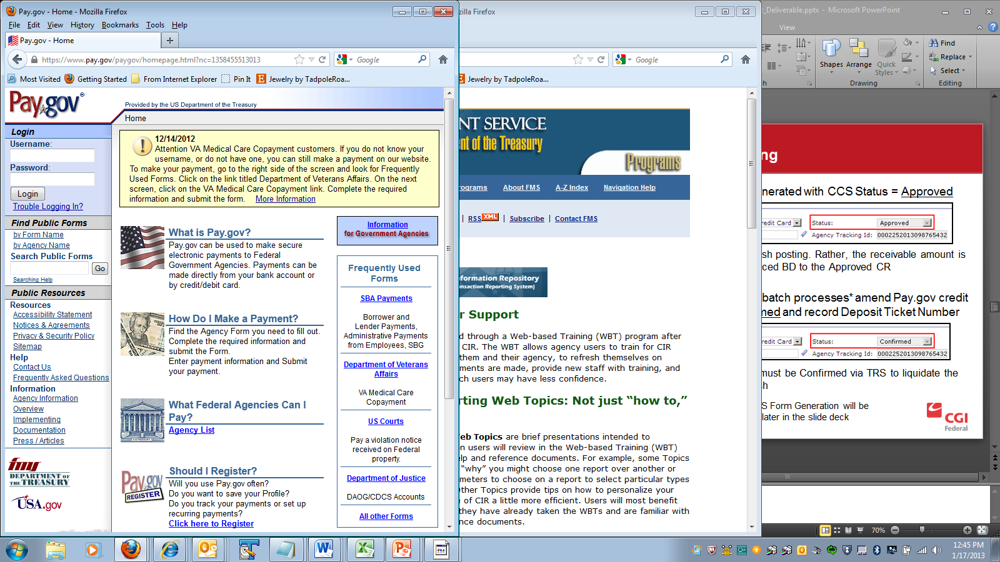 Pay.gov - Home - Mozilla Firefox
File Edit View History Bookmarks Tools Help
Pay.gov - Home
https://www.pay.gov/paygov/homepage.html?nc=1358455513013
Google
Most Visited Getting Started From Internet Explorer Pin It Jewelry by TadpoleRoa...
Pay.gov
Provided by the US Department of the Treasury
Home
Login
Username:
Password:
Login
Trouble Logging In?
Find Public Forms
by Form Name
by Agency Name
Search Public Forms
Go
Searching Help
Public Resources
Resources
Accessibility Statement
Notices & Agreements
Privacy & Security Policy
Sitemap
Help
Contact Us
Frequently Asked Questions
Information
Agency Information
Overview
Implementing
Documentation
Press / Articles
fms
DEPARTMENT OF
THE TREASURY
USA.gov
12/14/2012
Attention VA Medical Care Copayment customers. If you do not know your
username, or do not have one, you can still make a payment on our website.
To make your payment, go to the right side of the screen and look for Frequently
Used Forms. Click on the link titled Department of Veterans Affairs. On the next
screen, click on the VA Medical Care Copayment link. Complete the required
information and submit the form. More Information
What is Pay.gov?
Pay.gov can be used to make secure
electronic payments to Federal
Government Agencies. Payments can be
made directly from your bank account or
by credit/debit card.
How Do I Make a Payment?
Find the Agency Form you need to fill out.
Complete the required information and
submit the Form.
Enter payment information and Submit
your payment.
What Federal Agencies Can I
Pay?
Agency List
Pay.gov
REGISTER
Should I Register?
Will you use Pay.gov often?
Do you want to save your Profile?
Do you track your payments or set up
recurring payments?
Click here to Register
Information
for Government Agencies
Frequently Used
Forms
SBA Payments
Borrower and
Lender Payments,
Administrative Payments
from Employees, SBG
Department of Veterans
Affairs
VA Medical Care
Copayment
US Courts
Pay a violation notice
received on Federal
property.
Department of Justice
DAOG/CDCS Accounts
All other Forms
zilla Firefox
Google
Jewelry by TadpoleRoa...
NT SERVICE
ent of the Treasury
Programs
rograms About FMS A-Z Index Navigation Help
| RSS XML | Subscribe | Contact FMS
nformation Repository
ansaction Reporting System)
r Support
d through a Web-based Training (WBT) program after
CIR. The WBT allows agency users to train for CIR
them and their agency, to refresh themselves on
ments are made, provide new staff with training, and
ch users may have less confidence.
rting Web Topics: Not just “how to,”
eb Topics are brief presentations intended to
n users will review in the Web-based Training (WBT)
elp and reference documents. For example, some Topics
“why” you might choose one report over another or
meters to choose on a report to select particular types
Other Topics provide tips on how to personalize your
e of CIR a little more efficient. Users will most benefit
they have already taken the WBTs and are familiar with
nce documents.
t_Deliverable.pptx - Microsoft PowerPoint
View
Shapes Arrange Quick Styles
Find
Replace
Select
h Drawing Editing
ng
nerated with CCS Status = Approved
redit Card Status: Approved
Agency Tracking Id: 0002252013098765432
sh posting. Rather, the receivable amount is
ced BD to the Approved CR
batch processes* amend Pay.gov credit
med and record Deposit Ticket Number
redit Card Status: Confirmed
Agency Tracking Id: 0002252013098765432
must be Confirmed via TRS to liquidate the
sh
S Form Generation will be
later in the slide deck
CGI
Federal
70%
12:45 PM
1/17/2013